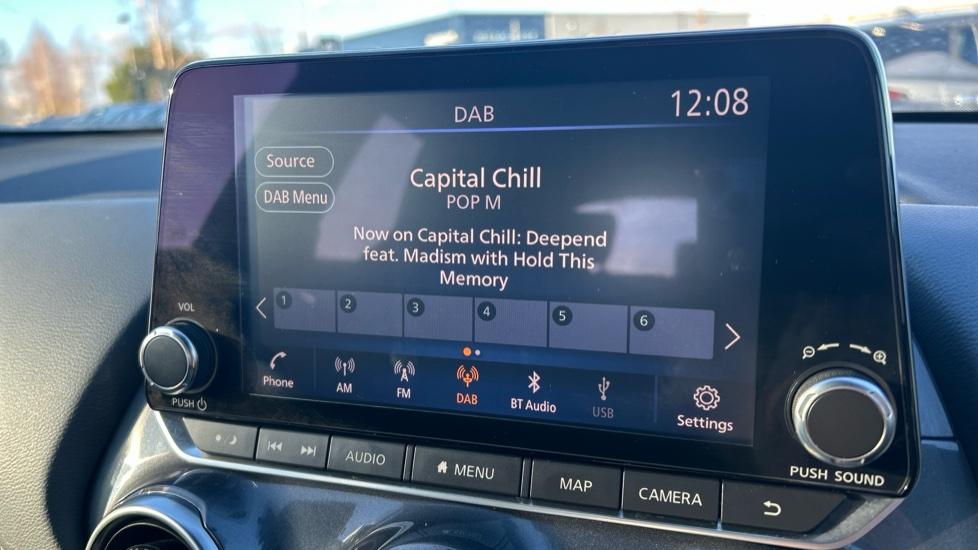 DAB
12:08
Source
DAB Menu
Capital Chill
POP M
Now on Capital Chill: Deepend
feat. Madism with Hold This
Memory
1 2 3 4 5 6
VOL
PUSH
Phone
AM
FM
DAB
BT Audio
USB
Settings
PUSH SOUND
AUDIO
MENU
MAP
CAMERA